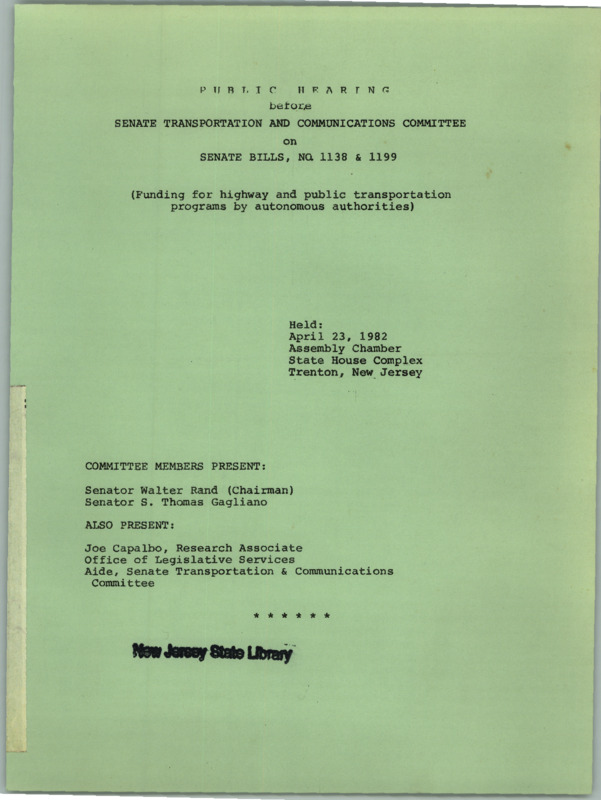 PUBLIC HEARING
before
SENATE TRANSPORTATION AND COMMUNICATIONS COMMITTEE
on
SENATE BILLS, NO. 1138 & 1199
(Funding for highway and public transportation
programs by autonomous authorities)
Held:
April 23, 1982
Assembly Chamber
State House Complex
Trenton, New Jersey
COMMITTEE MEMBERS PRESENT:
Senator Walter Rand (Chairman)
Senator S. Thomas Gagliano
ALSO PRESENT:
Joe Capalbo, Research Associate
Office of Legislative Services
Aide, Senate Transportation & Communications
Committee
* * * * * *
New Jersey State Library